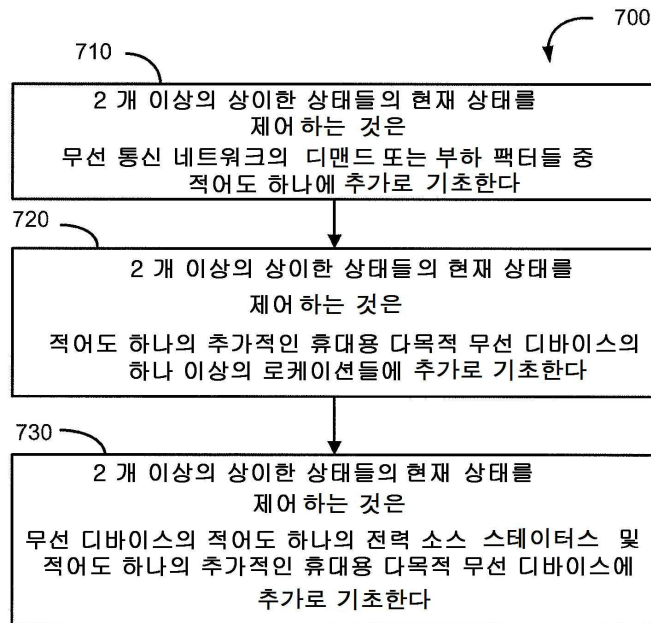 700
710
2 개 이상의 상이한 상태들의 현재 상태를
제어하는 것은
무선 통신 네트워크의 디맨드 또는 부하 팩터들 중
적어도 하나에 추가로 기초한다
720
2 개 이상의 상이한 상태들의 현재 상태를
제어하는 것은
적어도 하나의 추가적인 휴대용 다목적 무선 디바이스의
하나 이상의 로케이션들에 추가로 기초한다
730
2 개 이상의 상이한 상태들의 현재 상태를
제어하는 것은
무선 디바이스의 적어도 하나의 전력 소스 스테이터스 및
적어도 하나의 추가적인 휴대용 다목적 무선 디바이스에
추가로 기초한다